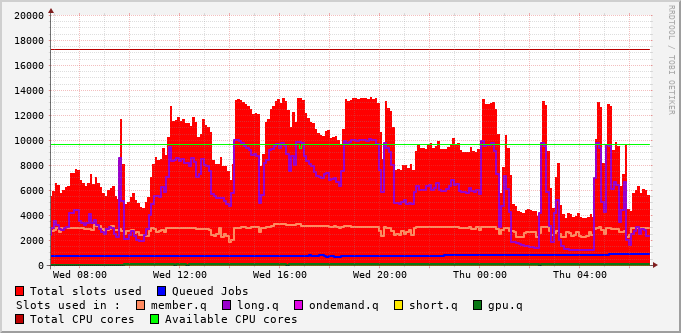 20000
18000
16000
14000
12000
10000
8000
6000
4000
2000
0
Wed 08:00 Wed 12:00 Wed 16:00 Wed 20:00 Thu 00:00 Thu 04:00
RRDTOOL / TOBI OETIKER
Total slots used Queued Jobs
Slots used in : member.q long.q ondemand.q short.q gpu.q
Total CPU cores Available CPU cores